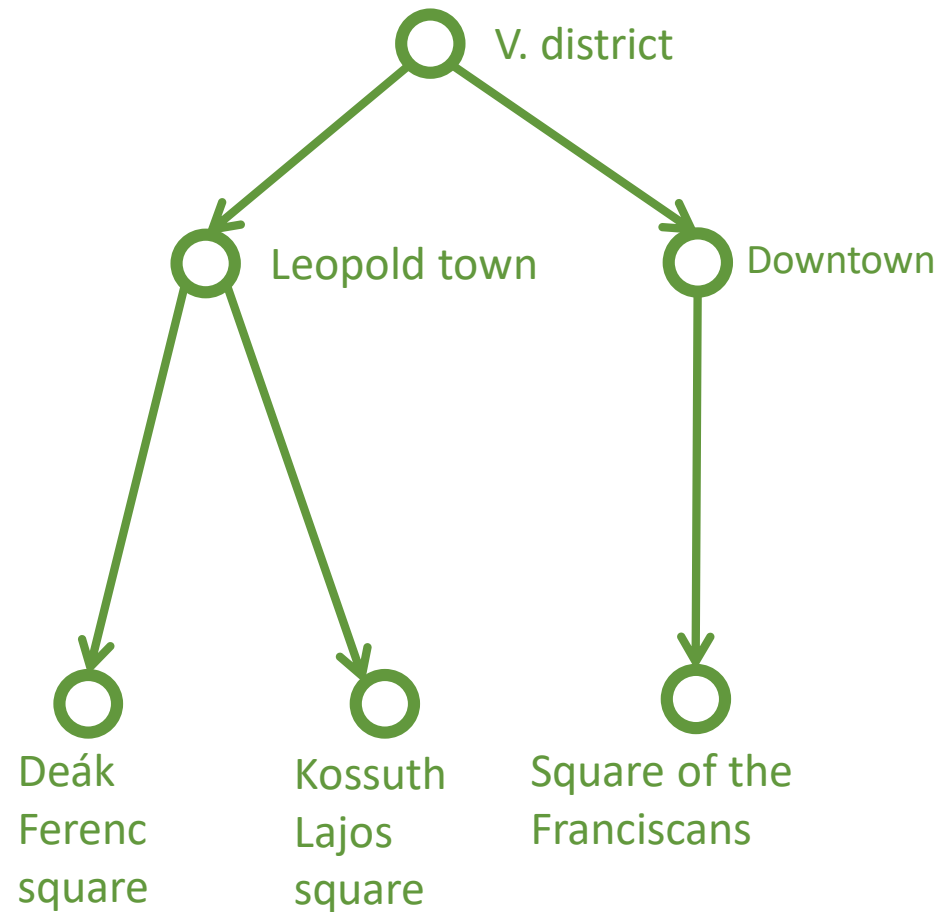 V. district
Leopold town
Downtown
Deák
Ferenc
square
Kossuth
Lajos
square
Square of the
Franciscans